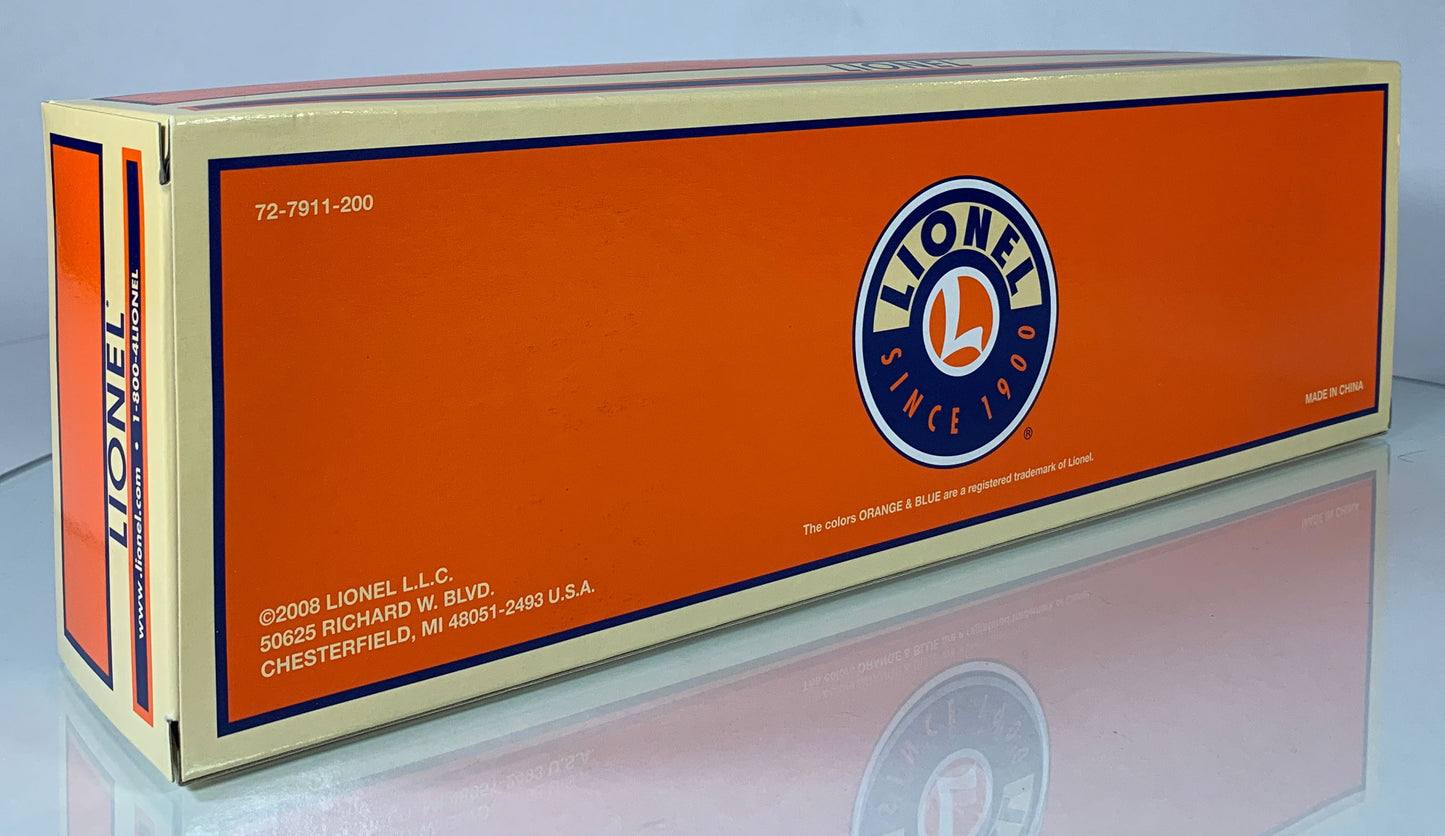 LIONEL
LIONEL®
www.lionel.com • 1-800-4LIONEL
72-7911-200
LIONEL
L
SINCE 1900
®
MADE IN CHINA
The colors ORANGE & BLUE are a registered trademark of Lionel.
©2008 LIONEL L.L.C.
50625 RICHARD W. BLVD.
CHESTERFIELD, MI 48051-2493 U.S.A.